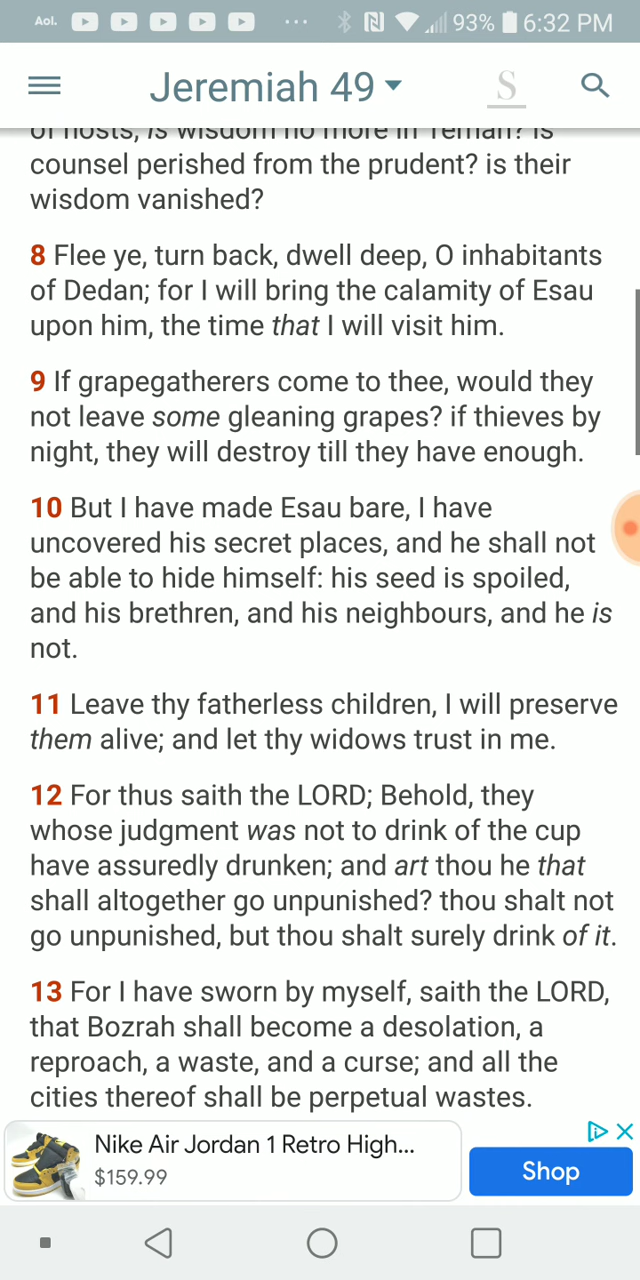 Aol. ... 93% 6:32 PM
Jeremiah 49 S
of hosts, is wisdom no more in Teman? is
counsel perished from the prudent? is their
wisdom vanished?
8 Flee ye, turn back, dwell deep, O inhabitants
of Dedan; for I will bring the calamity of Esau
upon him, the time that I will visit him.
9 If grapegatherers come to thee, would they
not leave some gleaning grapes? if thieves by
night, they will destroy till they have enough.
10 But I have made Esau bare, I have
uncovered his secret places, and he shall not
be able to hide himself: his seed is spoiled,
and his brethren, and his neighbours, and he is
not.
11 Leave thy fatherless children, I will preserve
them alive; and let thy widows trust in me.
12 For thus saith the LORD; Behold, they
whose judgment was not to drink of the cup
have assuredly drunken; and art thou he that
shall altogether go unpunished? thou shalt not
go unpunished, but thou shalt surely drink of it.
13 For I have sworn by myself, saith the LORD,
that Bozrah shall become a desolation, a
reproach, a waste, and a curse; and all the
cities thereof shall be perpetual wastes.
Nike Air Jordan 1 Retro High...
$159.99
Shop